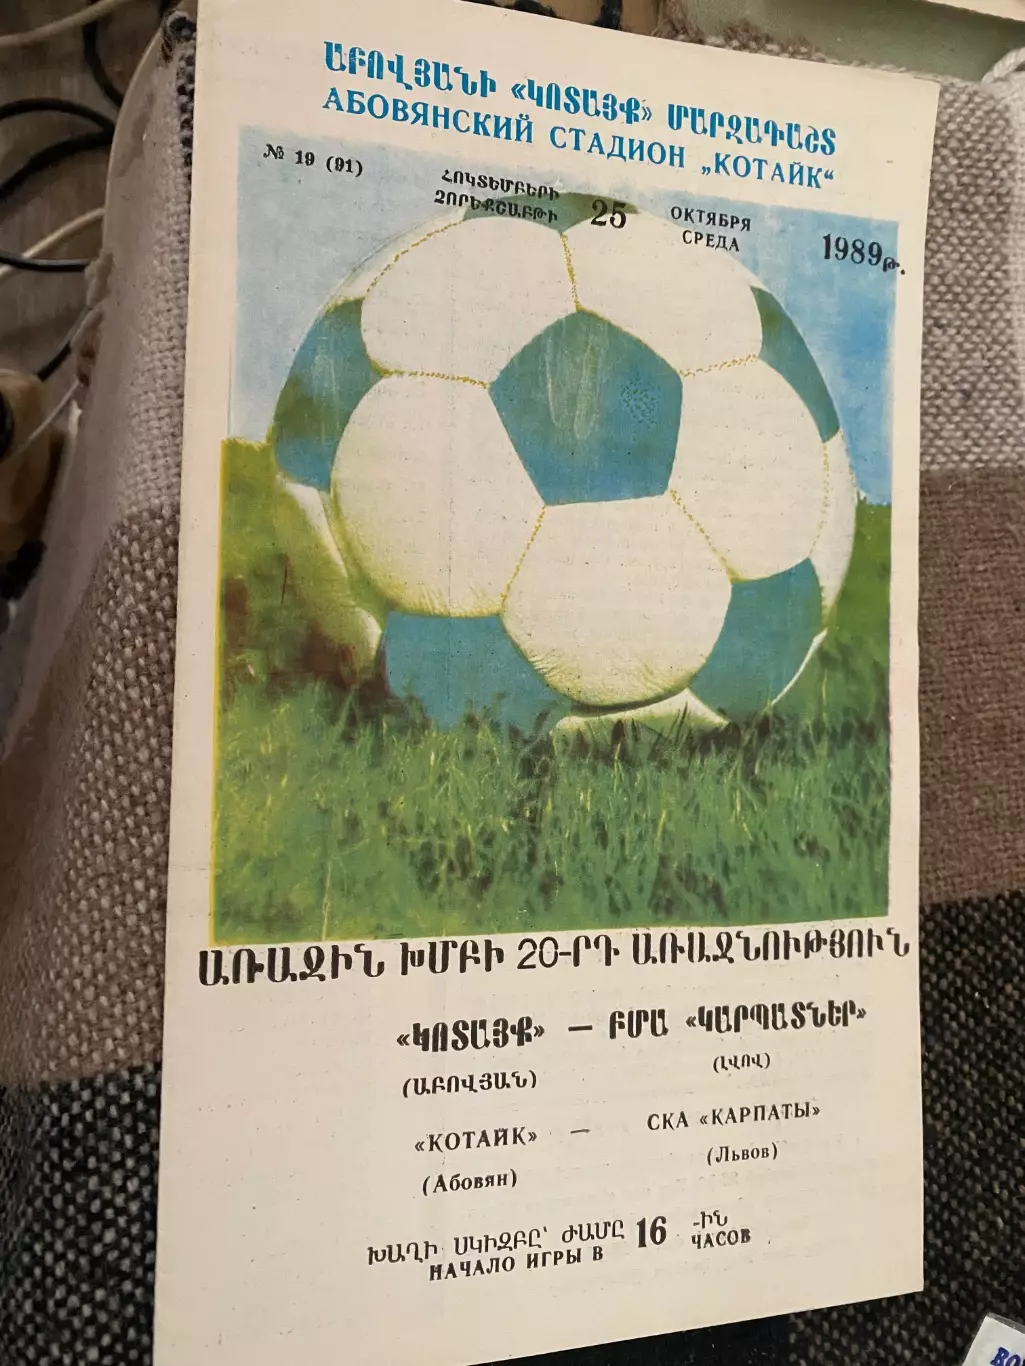 ԱԲՈՎՅԱՆԻ «ԿՈՏԱՅՔ» ՄԱՐԶԱԴԱՇՏ
АБОВЯНСКИЙ СТАДИОН „КОТАЙК“
№ 19 (91)
ՀՈԿՏԵՄԲԵՐԻ 25 ОКТЯБРЯ 1989թ.
ՉՈՐԵՔՇԱԲԹԻ СРЕДА
ԱՌԱՋԻՆ ԽՄԲԻ 20-ՐԴ ԱՌԱՋՆՈՒԹՅՈՒՆ
«ԿՈՏԱՅՔ» — ԲՄԱ «ԿԱՐՊԱՏՆԵՐ»
(ԱԲՈՎՅԱՆ) (ԼՎՈՎ)
«КОТАЙК» — СКА «КАРПАТЫ»
(Абовян) (Львов)
ԽԱՂԻ ՍԿԻԶԲԸ՝ ԺԱՄԸ 16 -ԻՆ
НАЧАЛО ИГРЫ В ЧАСОВ